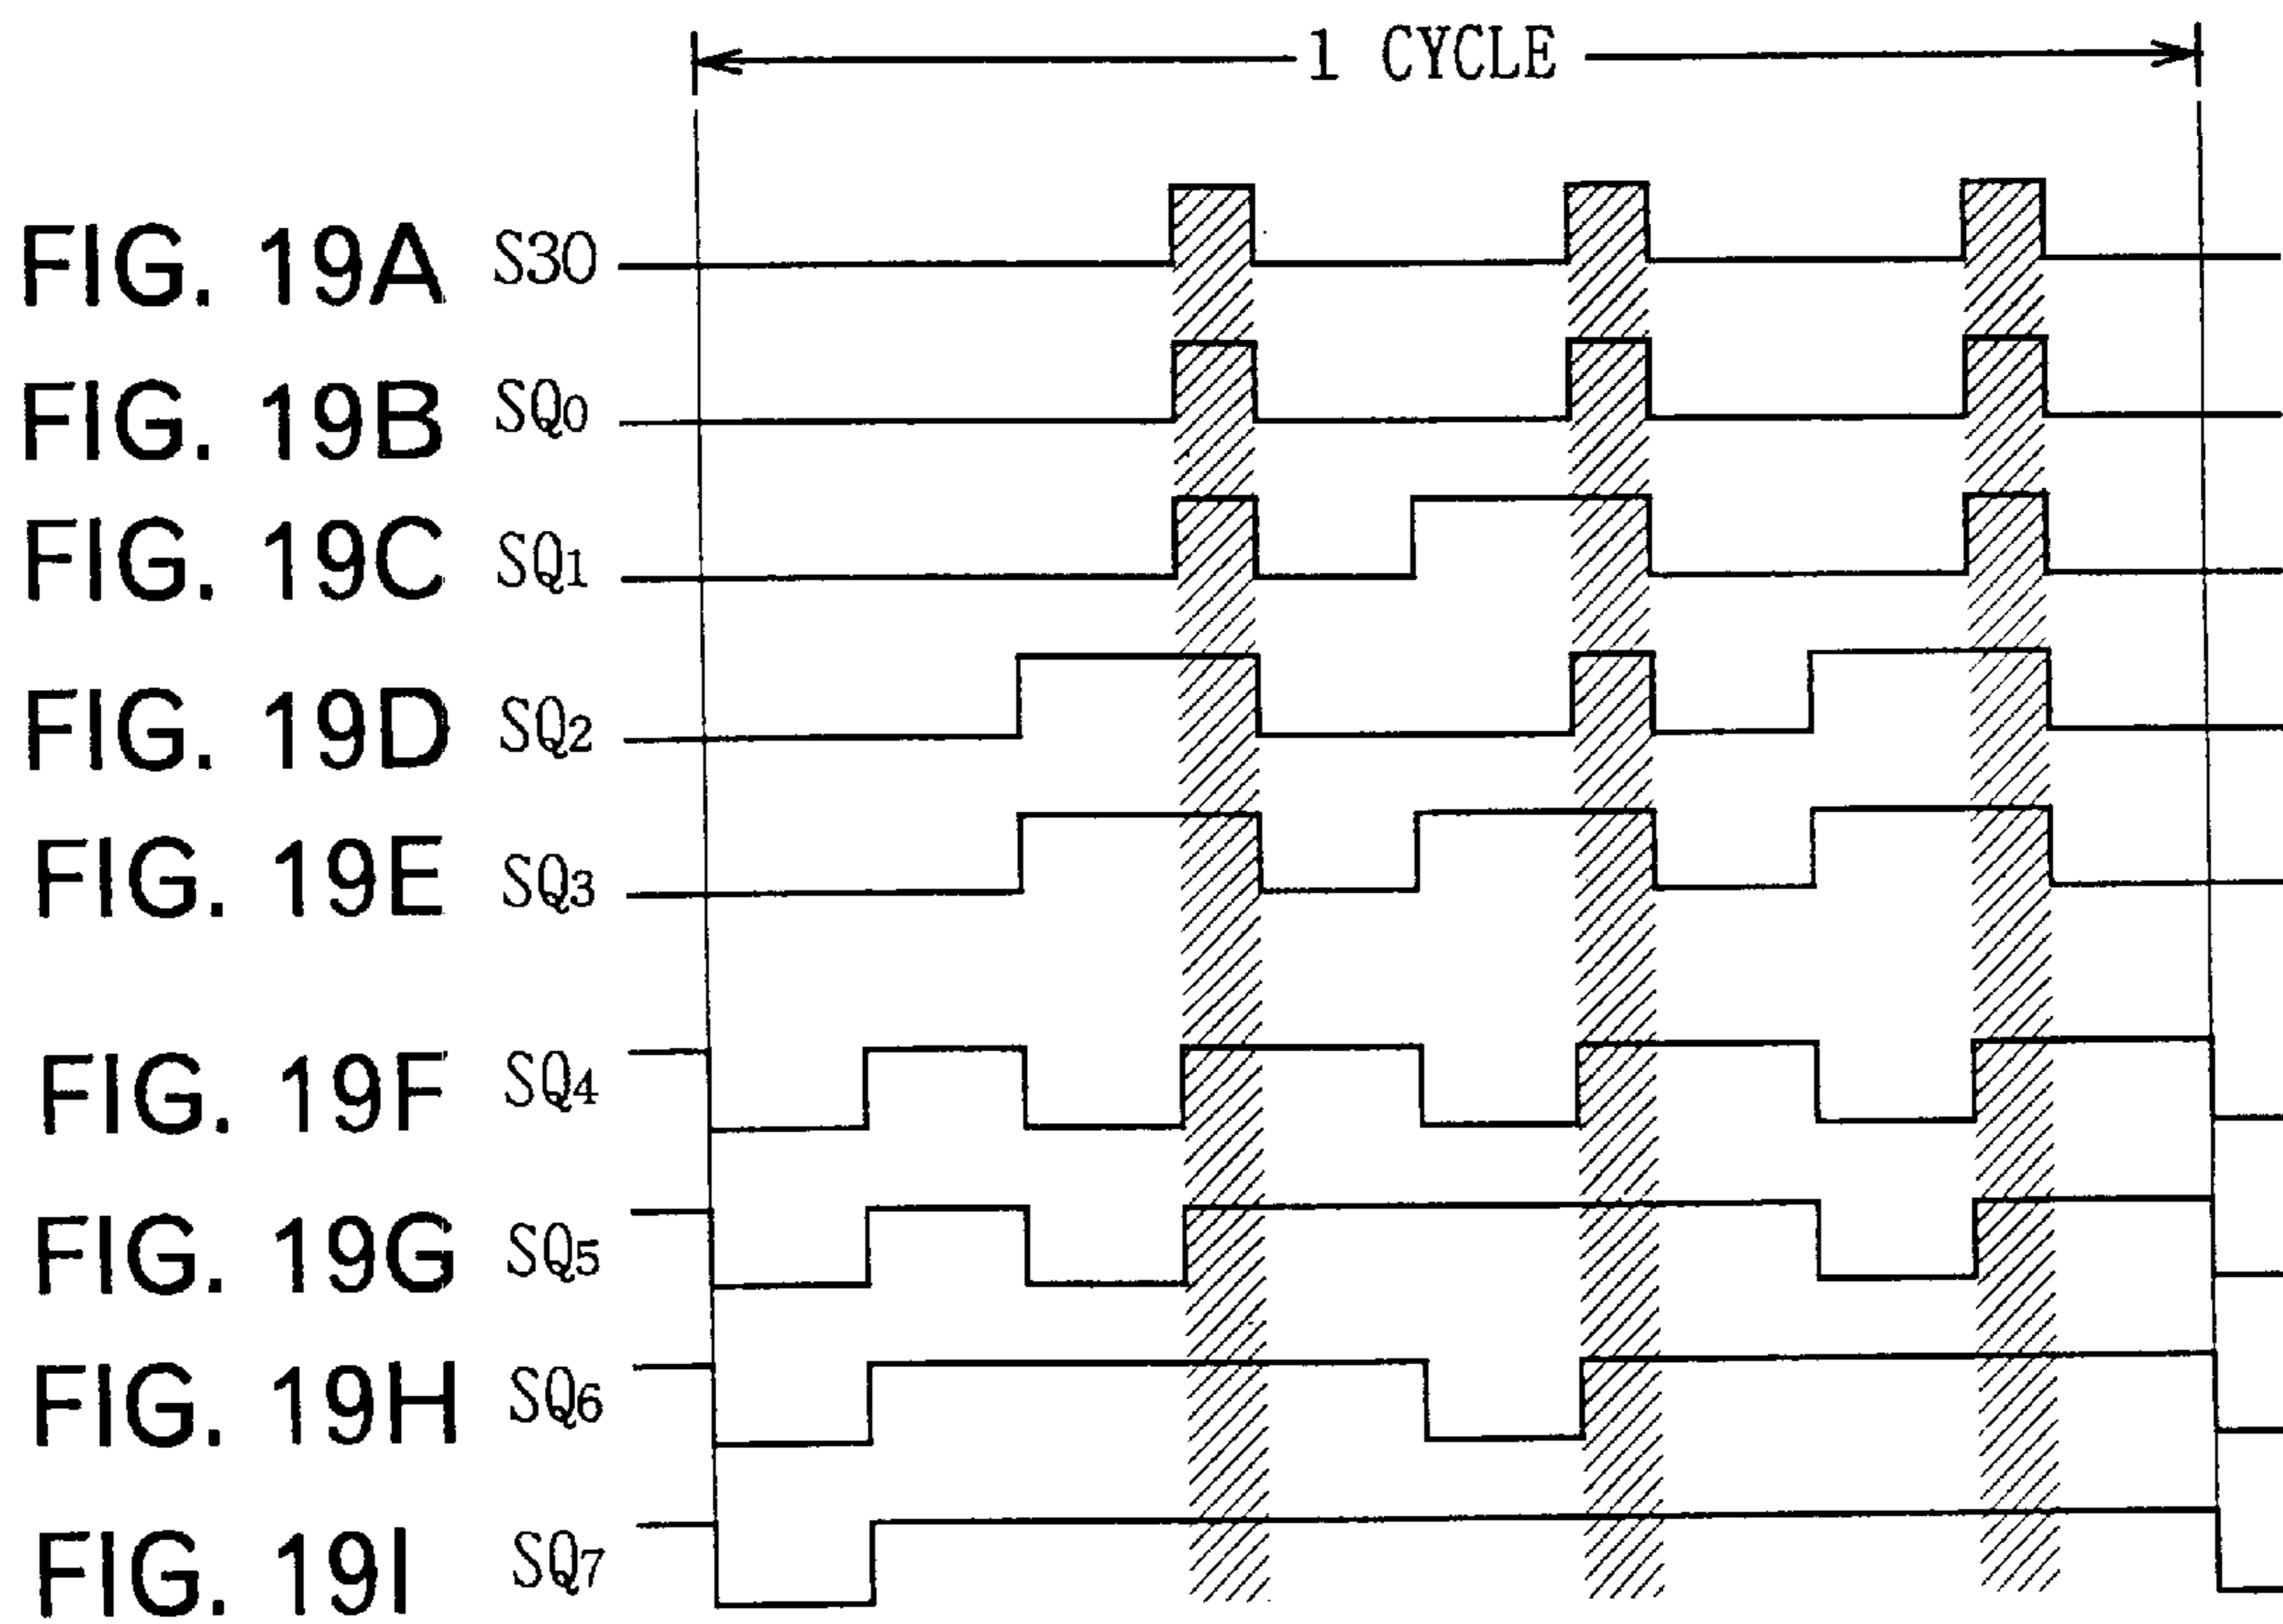 1 CYCLE
FIG. 19A S30
FIG. 19B SQ0
FIG. 19C SQ1
FIG. 19D SQ2
FIG. 19E SQ3
FIG. 19F SQ4
FIG. 19G SQ5
FIG. 19H SQ6
FIG. 19I SQ7